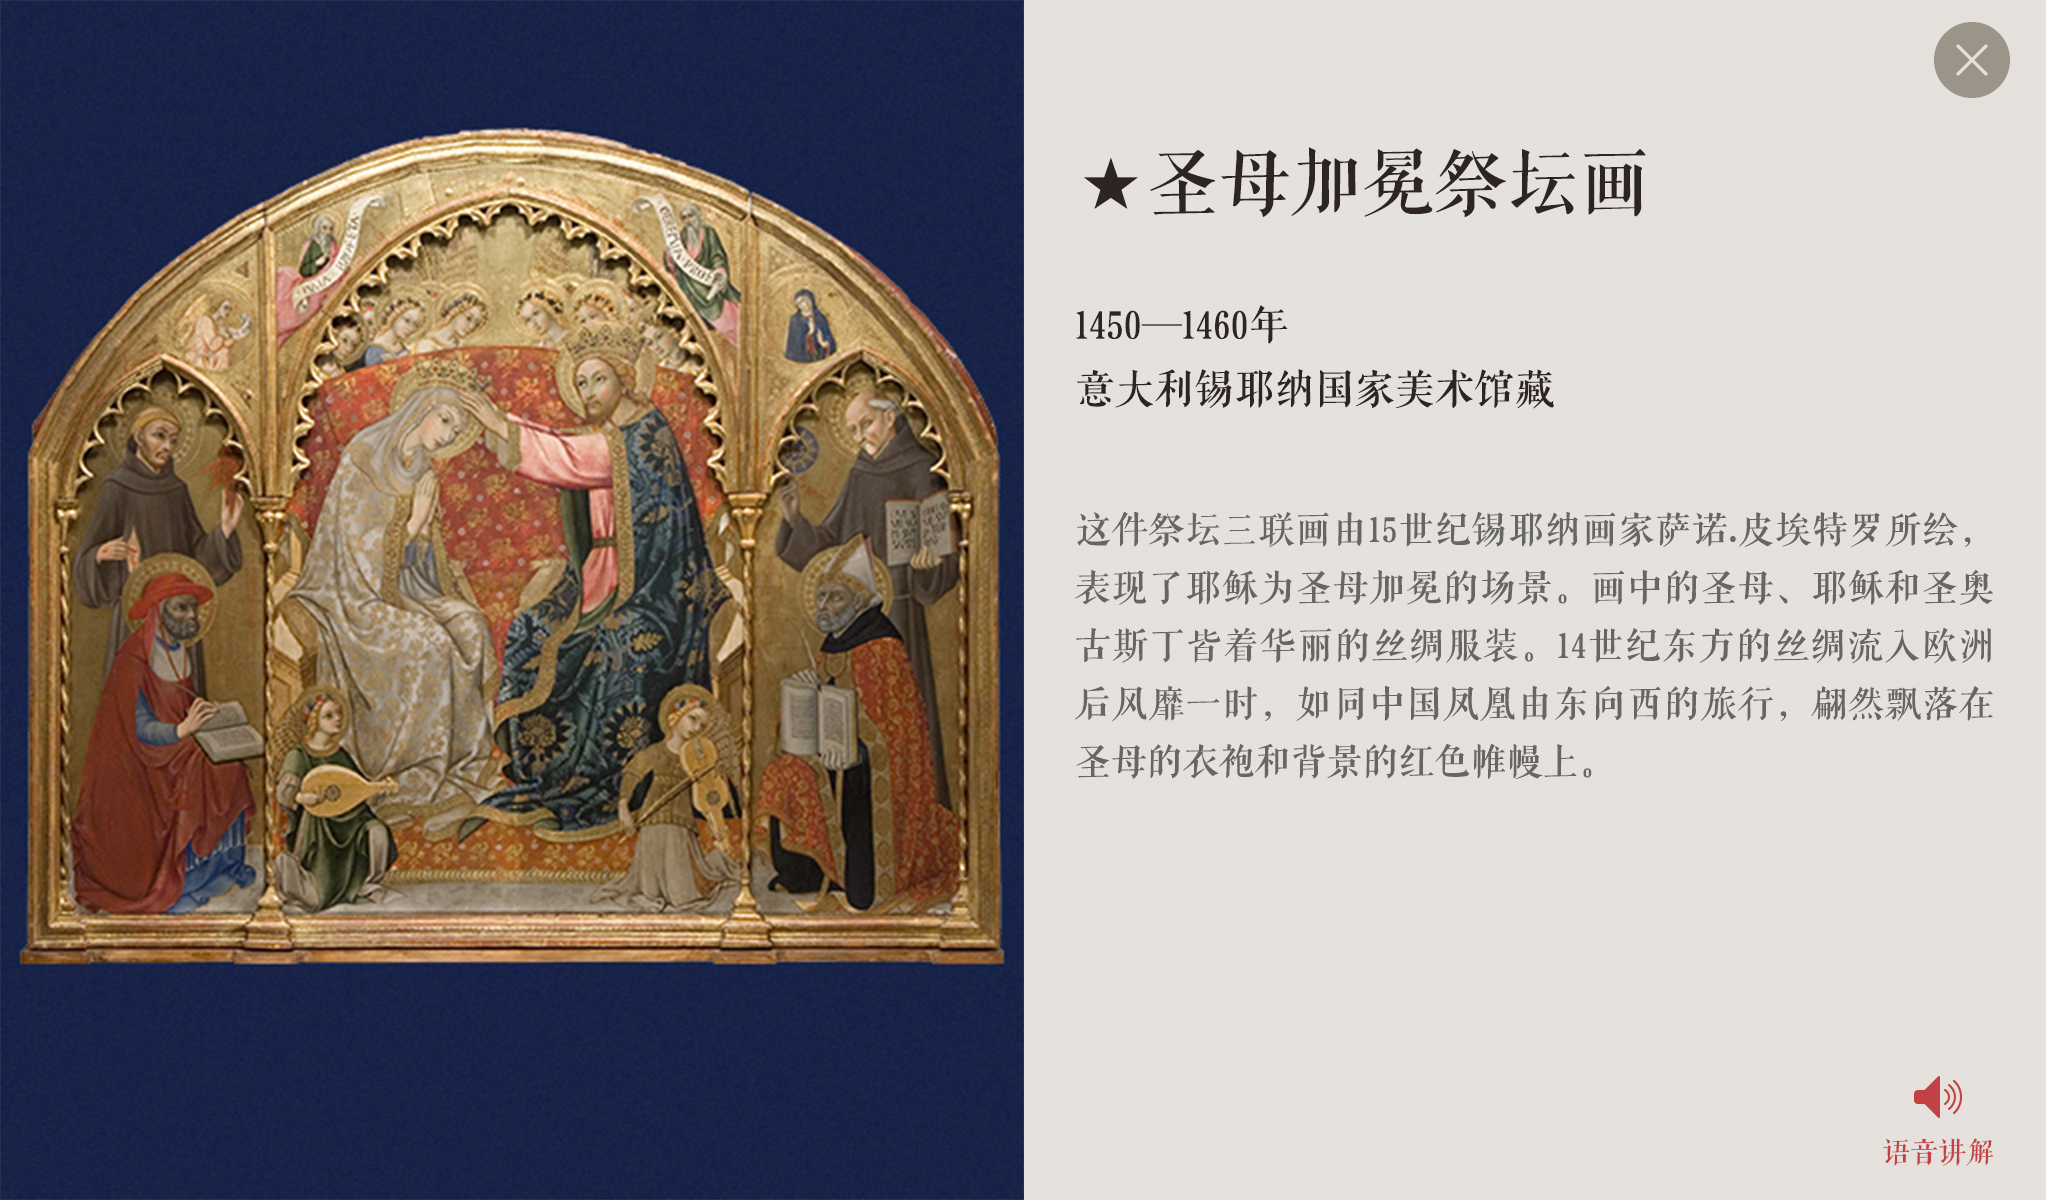 ★圣母加冕祭坛画
1450—1460年
意大利锡耶纳国家美术馆藏
这件祭坛三联画由15世纪锡耶纳画家萨诺.皮埃特罗所绘，
表现了耶稣为圣母加冕的场景。画中的圣母、耶稣和圣奥
古斯丁皆着华丽的丝绸服装。14世纪东方的丝绸流入欧洲
后风靡一时，如同中国凤凰由东向西的旅行，翩然飘落在
圣母的衣袍和背景的红色帷幔上。
语音讲解